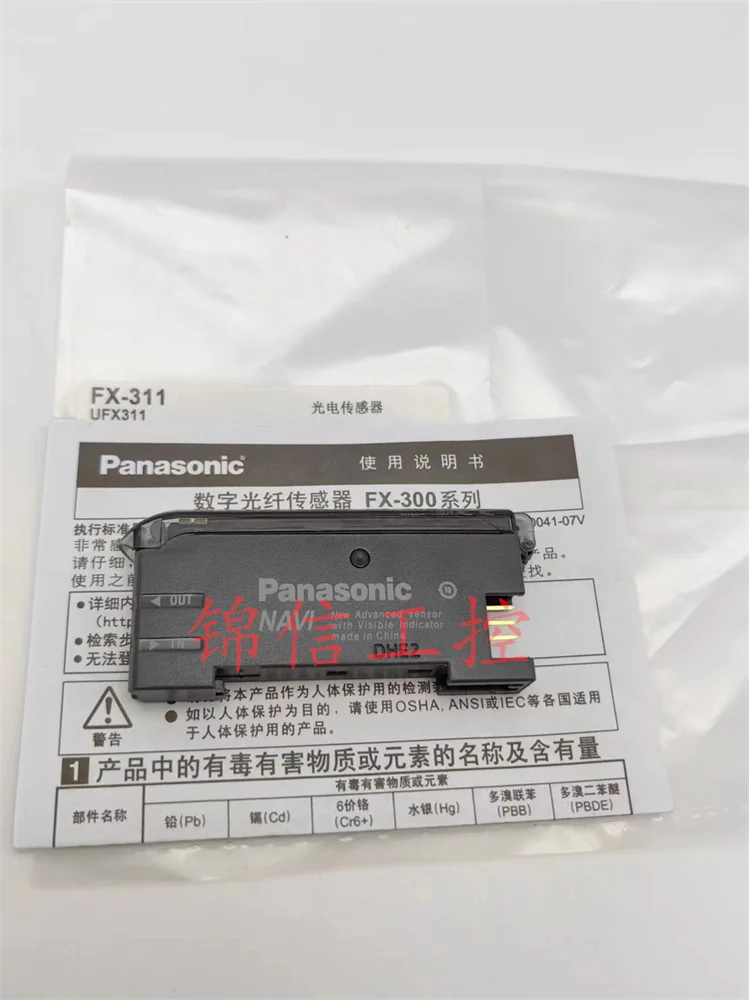 FX-311
UFX311
光电传感器
Panasonic
使用说明书
数字光纤传感器 FX-300系列
执行标准
0041-07V
非常感
产品。
请仔细
使用之前
查找。
Panasonic
10
OUT
NAVI
New Advanced sensor
with Visible indicator
made in China
IN
DHE2
锦信工控
●详细内
(http
●检索步
●无法登
警告
将本产品作为人体保护用的检测
●如以人体保护为目的，请使用OSHA, ANSI或IEC等各国适用
于人体保护用的产品。
1 产品中的有毒有害物质或元素的名称及含有量
有毒有害物质或元素
部件名称
铅(Pb)
镉(Cd)
6价铬
(Cr6+)
水银(Hg)
多溴联苯
(PBB)
多溴二苯醚
(PBDE)